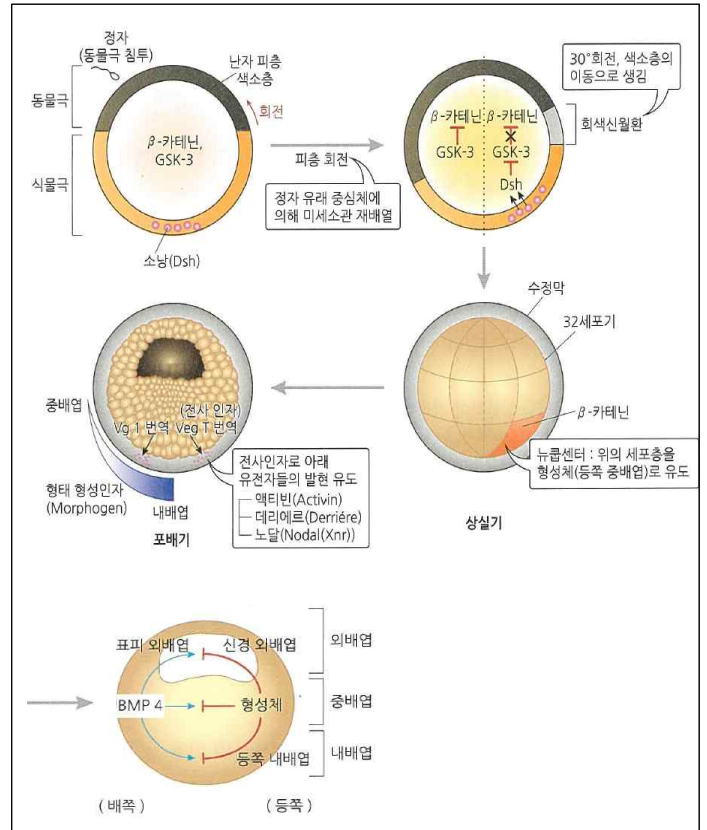 정자
(동물극 침투)
난자 피층
색소층
회전
동물극
식물극
β-카테닌,
GSK-3
소낭(Dsh)
피층 회전
정자 유래 중심체에
의해 미세소관 재배열
30°회전, 색소층의
이동으로 생김
회색신월환
β-카테닌 β-카테닌
GSK-3 GSK-3
Dsh
수정막
32세포기
β-카테닌
뉴쿱센터 : 위의 세포층을
형성체(등쪽 중배엽)로 유도
상실기
중배엽
(전사 인자)
Vg 1 번역 Veg T 번역
형태 형성인자
(Morphogen)
내배엽
전사인자로 아래
유전자들의 발현 유도
액티빈(Activin)
데리에르(Derriére)
노달(Nodal(Xnr))
포배기
표피 외배엽 신경 외배엽
외배엽
BMP 4 형성체
중배엽
등쪽 내배엽
내배엽
( 배쪽 ) ( 등쪽 )